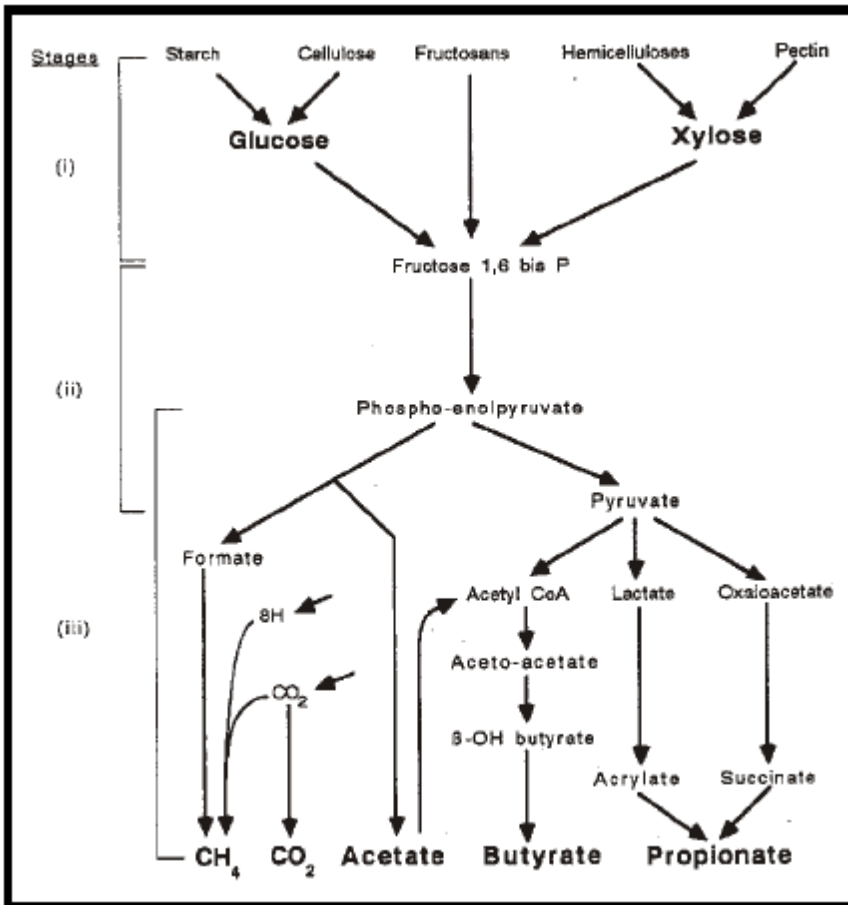 Stages
Starch Cellulose Fructosans Hemicelluloses Pectin
Glucose Xylose
(i)
Fructose 1,6 bis P
(ii)
Phospho-enolpyruvate
Pyruvate
Formate
Acetyl CoA Lactate Oxaloacetate
(iii)
8H
Aceto-acetate
CO2
ß-OH butyrate
Acrylate Succinate
CH4 CO2 Acetate Butyrate Propionate